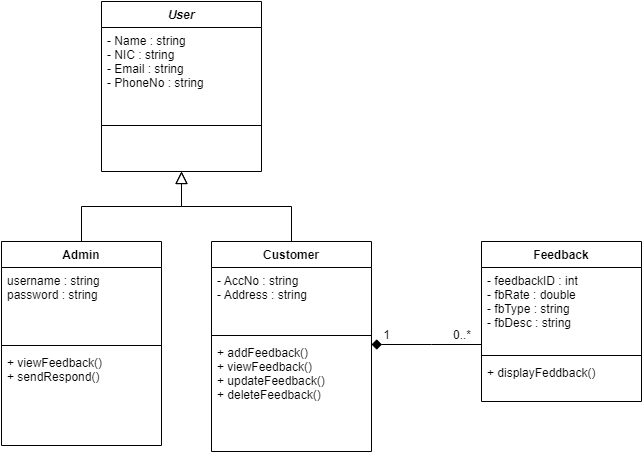 User
- Name : string
- NIC : string
- Email : string
- PhoneNo : string
Admin
username : string
password : string
+ viewFeedback()
+ sendRespond()
Customer
- AccNo : string
- Address : string
+ addFeedback()
+ viewFeedback()
+ updateFeedback()
+ deleteFeedback()
1
0..*
Feedback
- feedbackID : int
- fbRate : double
- fbType : string
- fbDesc : string
+ displayFeddback()